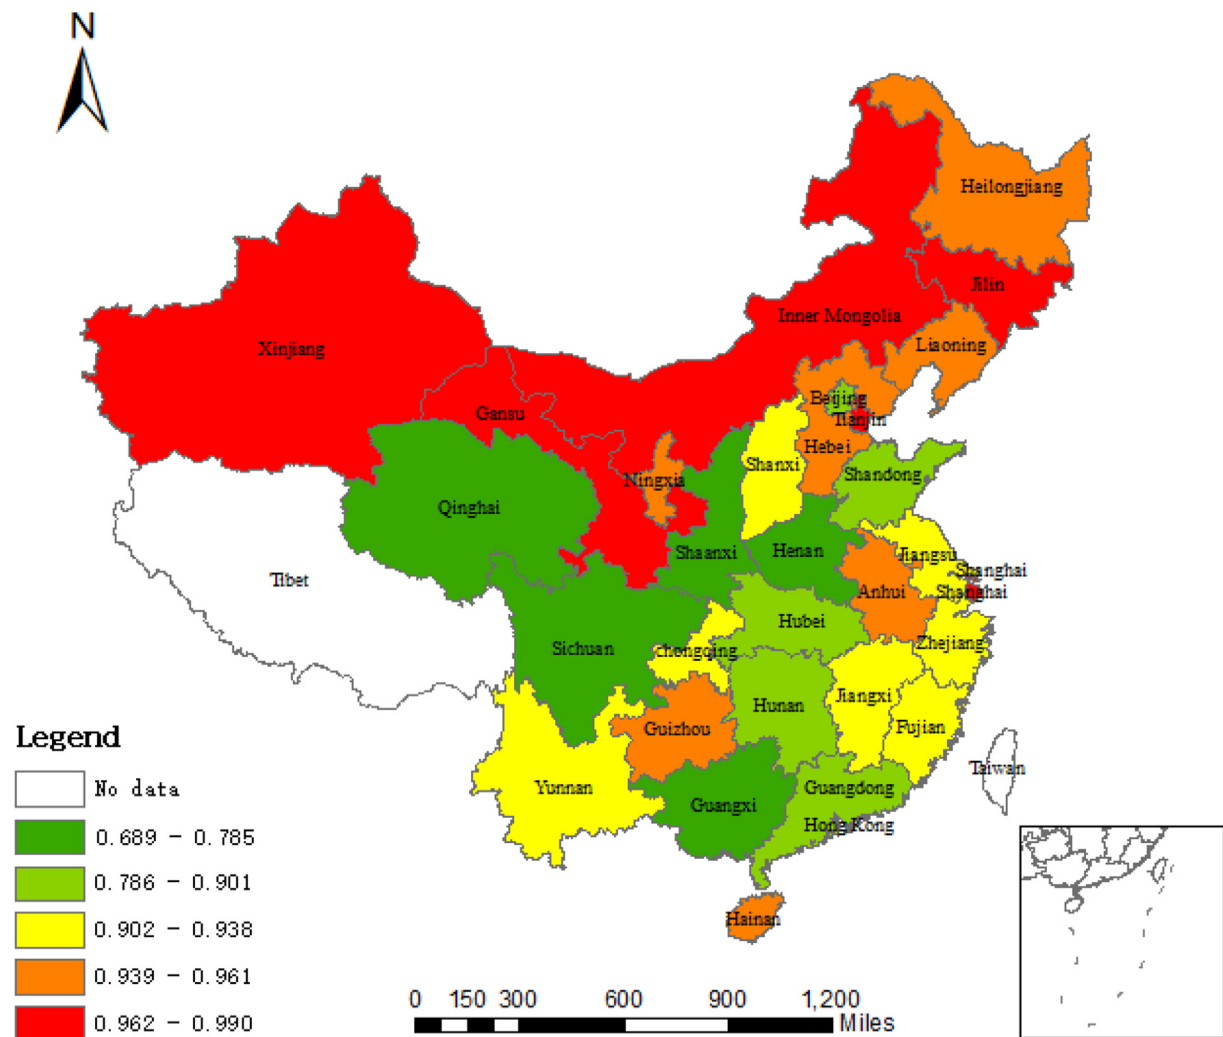 N
Heilongjiang
Jilin
Inner Mongolia
Liaoning
Xinjiang
Gansu
Beijing
Tianjin
Hebei
Shanxi
Ningxia
Shandong
Qinghai
Shaanxi
Henan
Jiangsu
Shanghai
Shanghai
Tibet
Anhui
Hubei
Zhejiang
Sichuan
chongqing
Jiangxi
Hunan
Fujian
Guizhou
Taiwan
Yunnan
Guangxi
Guangdong
Hong Kong
Hainan
Legend
No data
0.689 - 0.785
0.786 - 0.901
0.902 - 0.938
0.939 - 0.961
0.962 - 0.990
0 150 300 600 900 1,200
Miles